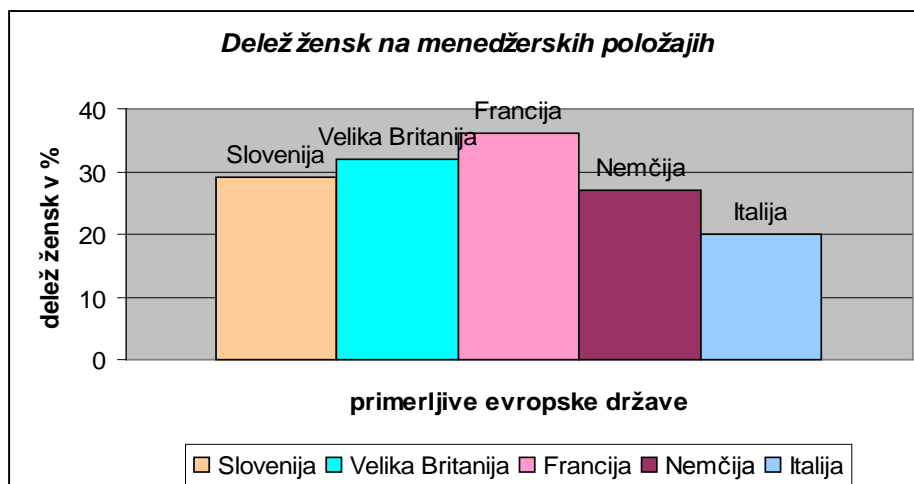 Delež žensk na menedžerskih položajih
delež žensk v %
40
30
20
10
0
Slovenija
Velika Britanija
Francija
Nemčija
Italija
primerljive evropske države
Slovenija Velika Britanija Francija Nemčija Italija